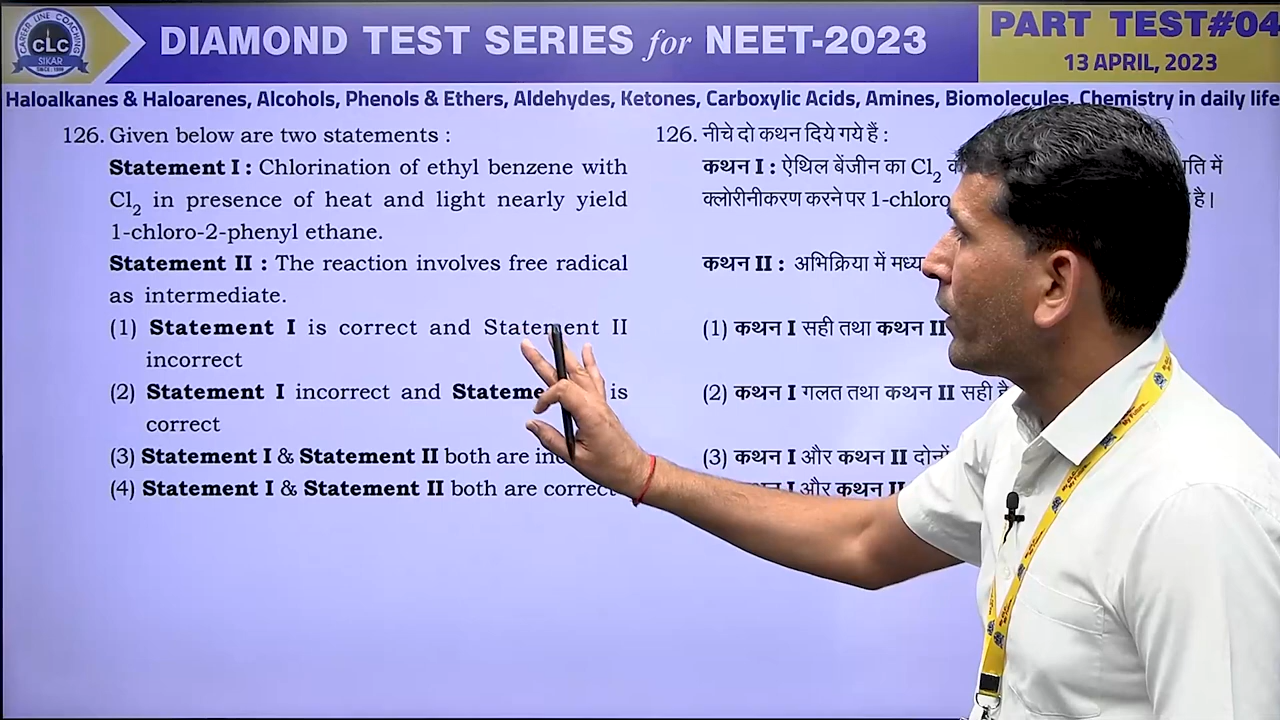 CAREER LINE COACHING
CLC
SIKAR
SINCE : 1996
DIAMOND TEST SERIES for NEET-2023
PART TEST#04
13 APRIL, 2023
Haloalkanes & Haloarenes, Alcohols, Phenols & Ethers, Aldehydes, Ketones, Carboxylic Acids, Amines, Biomolecules, Chemistry in daily life
126. Given below are two statements :
Statement I : Chlorination of ethyl benzene with
Cl2 in presence of heat and light nearly yield
1-chloro-2-phenyl ethane.
Statement II : The reaction involves free radical
as intermediate.
(1) Statement I is correct and Statement II
incorrect
(2) Statement I incorrect and is
correct
(3) Statement I & Statement II both are
(4) Statement I & Statement II both are correct
126. नीचे दो कथन दिये गये हैं :
कथन I : ऐथिल बेंजीन का Cl2 में
क्लोरीनीकरण करने पर 1-chloro है।
कथन II : अभिक्रिया में
(1) कथन I सही तथा कथन II
(2) कथन I गलत तथा कथन II सही
(3) कथन I और कथन II दोनों
I और कथन II